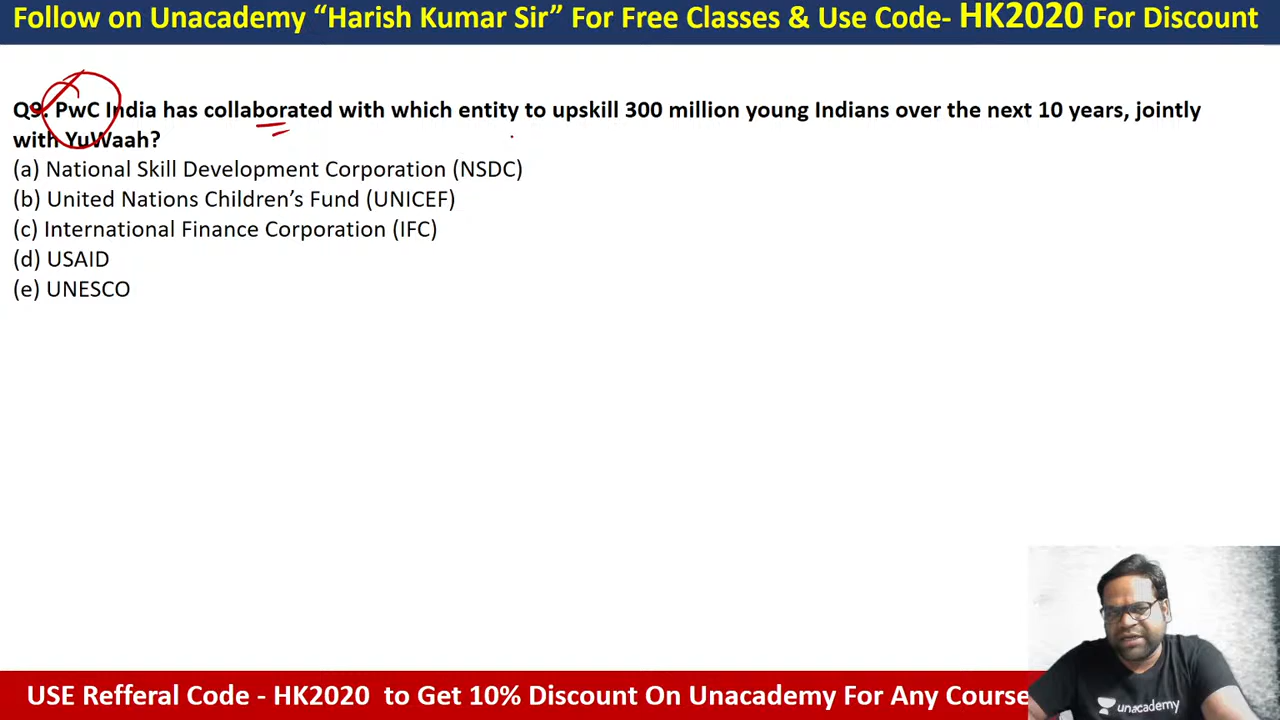 Follow on Unacademy “Harish Kumar Sir” For Free Classes & Use Code- HK2020 For Discount
Q9. PwC India has collaborated with which entity to upskill 300 million young Indians over the next 10 years, jointly
with YuWaah?
(a) National Skill Development Corporation (NSDC)
(b) United Nations Children’s Fund (UNICEF)
(c) International Finance Corporation (IFC)
(d) USAID
(e) UNESCO
USE Refferal Code - HK2020 to Get 10% Discount On Unacademy For Any Course
unacademy